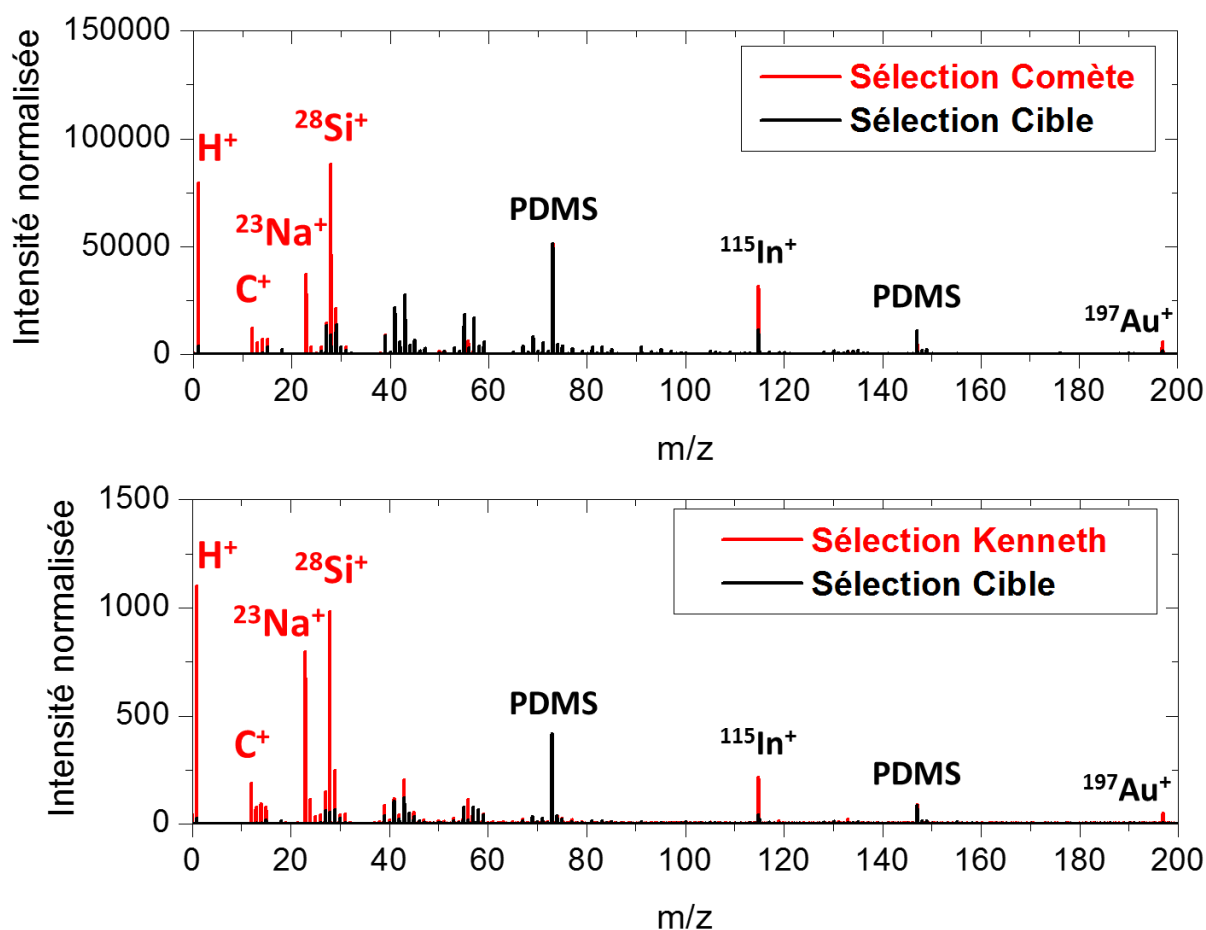 150000
100000
50000
0
Intensité normalisée
Sélection Comète
Sélection Cible
H⁺
²⁸Si⁺
²³Na⁺
C⁺
PDMS
¹¹⁵In⁺
PDMS
¹⁹⁷Au⁺
0 20 40 60 80 100 120 140 160 180 200
m/z
1500
1000
500
0
Intensité normalisée
Sélection Kenneth
Sélection Cible
H⁺
²⁸Si⁺
²³Na⁺
C⁺
PDMS
¹¹⁵In⁺
PDMS
¹⁹⁷Au⁺
0 20 40 60 80 100 120 140 160 180 200
m/z